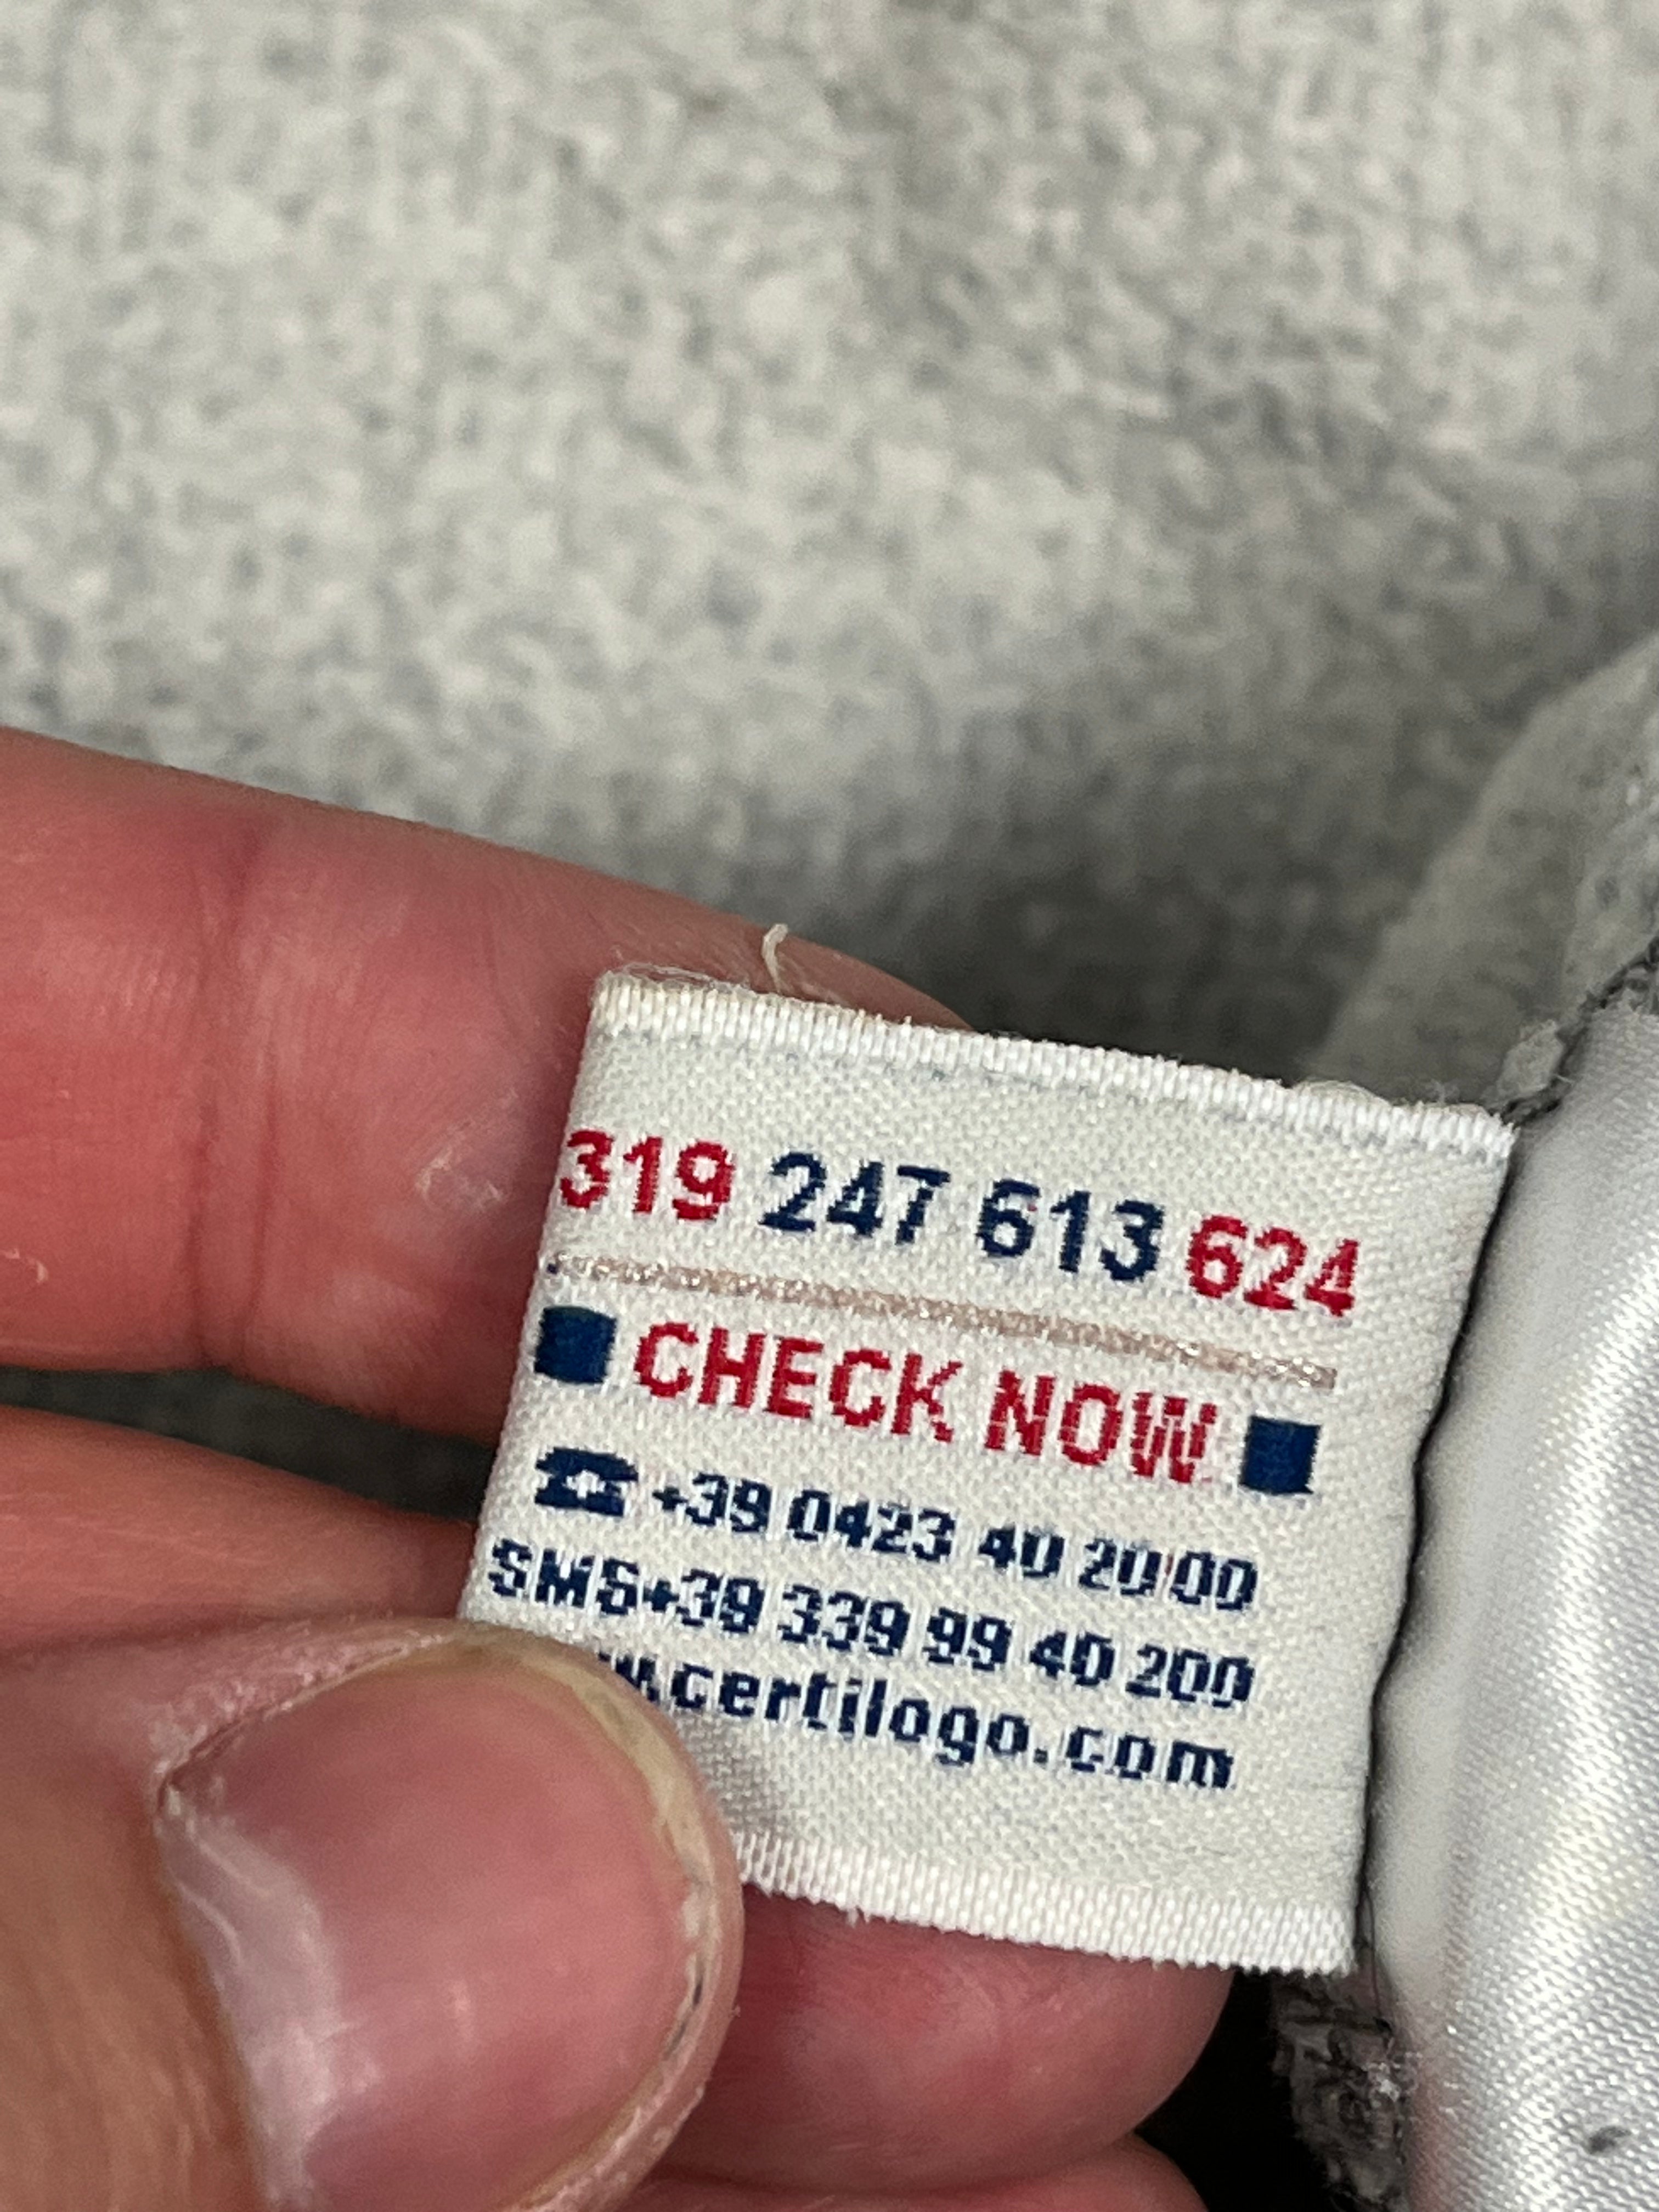 319 247 613 624
CHECK NOW
☎ +39 0423 40 20 00
SMS+39 339 99 40 200
w.certilogo.com